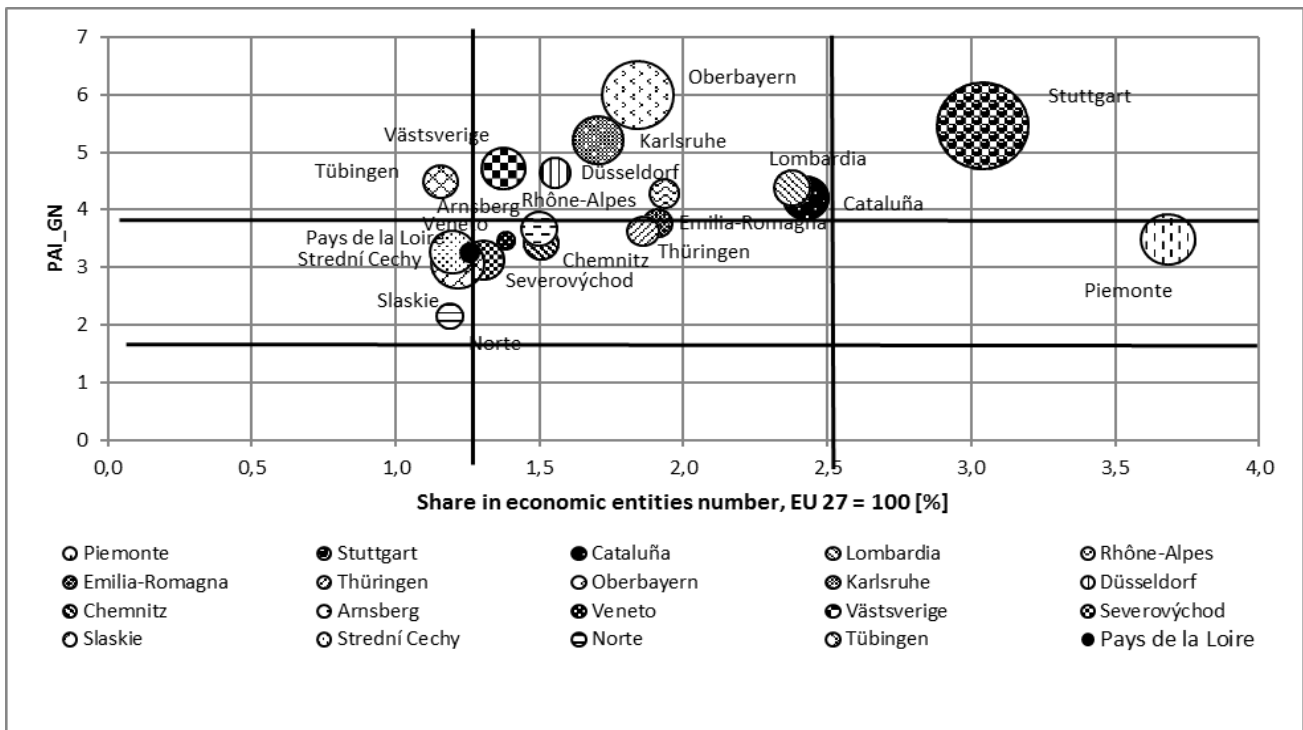 7
Oberbayern
Stuttgart
6
Västsverige
Karlsruhe
5
Lombardia
Tübingen
Düsseldorf
Rhône-Alpes
Cataluña
4
Arnsberg
Veneto
Emilia-Romagna
Pays de la Loire
Thüringen
Strední Cechy
Chemnitz
3
Severovýchod
Piemonte
Slaskie
2
Norte
1
0
PAI_GN
0,0 0,5 1,0 1,5 2,0 2,5 3,0 3,5 4,0
Share in economic entities number, EU 27 = 100 [%]
Piemonte Stuttgart Cataluña Lombardia Rhône-Alpes
Emilia-Romagna Thüringen Oberbayern Karlsruhe Düsseldorf
Chemnitz Arnsberg Veneto Västsverige Severovýchod
Slaskie Strední Cechy Norte Tübingen Pays de la Loire